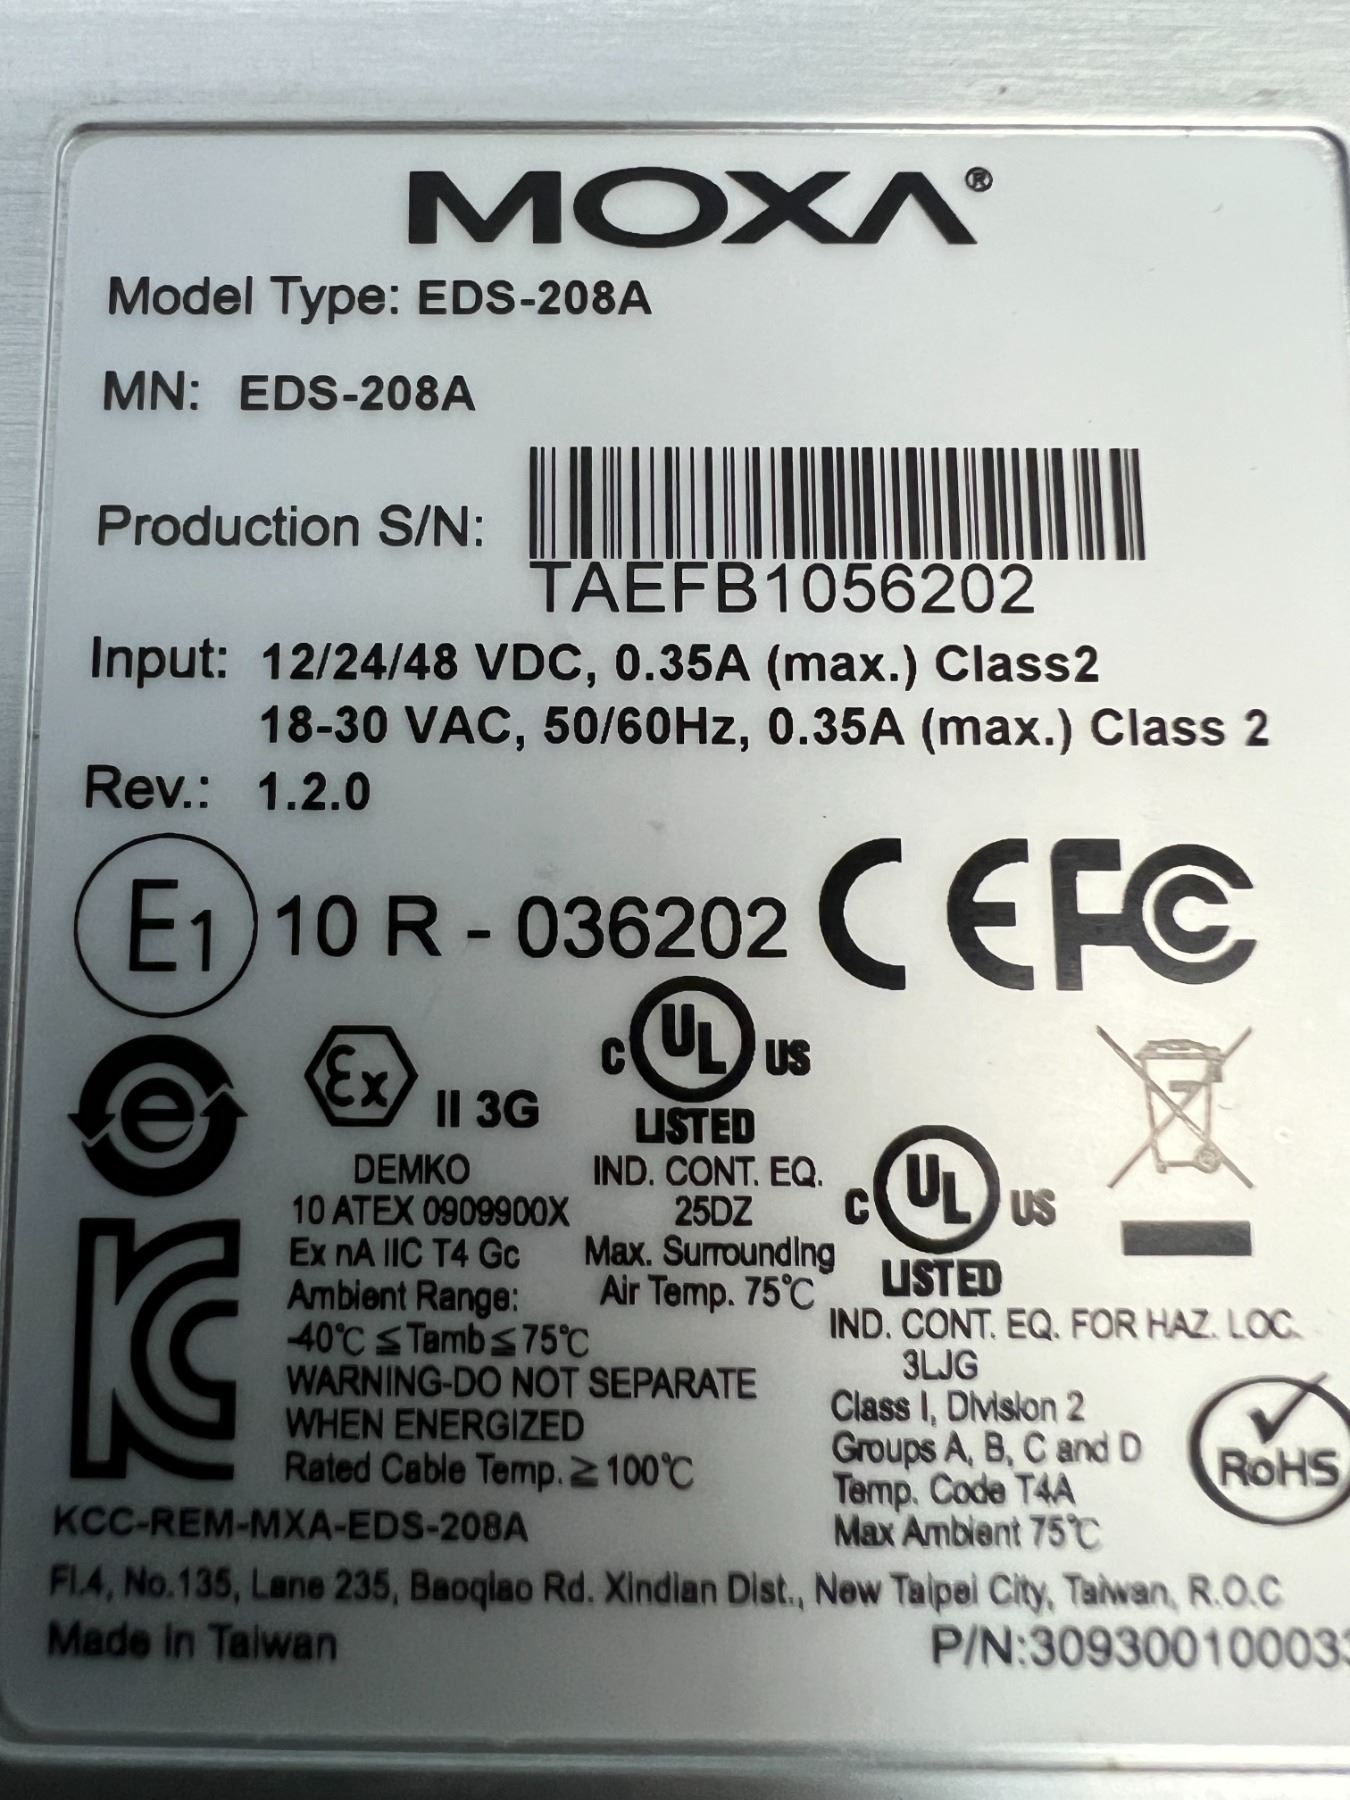 MOXA®
Model Type: EDS-208A
MN: EDS-208A
Production S/N:
TAEFB1056202
Input: 12/24/48 VDC, 0.35A (max.) Class2
18-30 VAC, 50/60Hz, 0.35A (max.) Class 2
Rev.: 1.2.0
E1 10 R - 036202 CE FC
e
Ex II 3G
DEMKO
10 ATEX 0909900X
Ex nA IIC T4 Gc
Ambient Range:
-40℃ ≦ Tamb ≦ 75℃
WARNING-DO NOT SEPARATE
WHEN ENERGIZED
Rated Cable Temp. ≧ 100℃
C UL US
LISTED
IND. CONT. EQ.
25DZ
Max. Surrounding
Air Temp. 75℃
C UL US
LISTED
IND. CONT. EQ. FOR HAZ. LOC.
3LJG
Class I, Division 2
Groups A, B, C and D
Temp. Code T4A
Max Ambient 75℃
KC
RoHS
KCC-REM-MXA-EDS-208A
Fl.4, No.135, Lane 235, Baoqiao Rd. Xindian Dist., New Taipei City, Taiwan, R.O.C
Made in Taiwan
P/N:309300100033